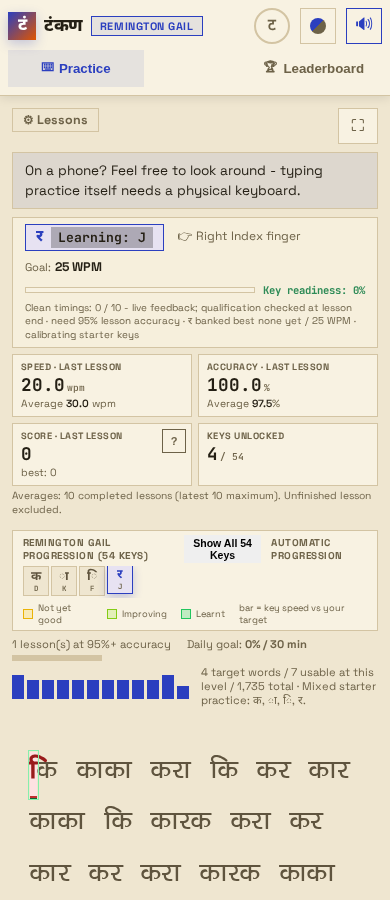 टं टंकण REMINGTON GAIL ट
Practice Leaderboard
Lessons
On a phone? Feel free to look around - typing
practice itself needs a physical keyboard.
र Learning: J Right Index finger
Goal: 25 WPM
Key readiness: 0%
Clean timings: 0 / 10 - live feedback; qualification checked at lesson
end · need 95% lesson accuracy · र banked best none yet / 25 WPM ·
calibrating starter keys
SPEED · LAST LESSON
20.0 wpm
Average 30.0 wpm
ACCURACY · LAST LESSON
100.0 %
Average 97.5%
SCORE · LAST LESSON ?
0
best: 0
KEYS UNLOCKED
4 / 54
Averages: 10 completed lessons (latest 10 maximum). Unfinished lesson
excluded.
REMINGTON GAIL
PROGRESSION (54 KEYS)
Show All 54
Keys
AUTOMATIC
PROGRESSION
क ा ि र
D K F J
Not yet
good
Improving
Learnt
bar = key speed vs your
target
1 lesson(s) at 95%+ accuracy Daily goal: 0% / 30 min
4 target words / 7 usable at this
level / 1,735 total · Mixed starter
practice: क, ा, ि, र.
कि काका करा कि कर कार
काका कि कारक करा कर
कार कर करा कारक काका